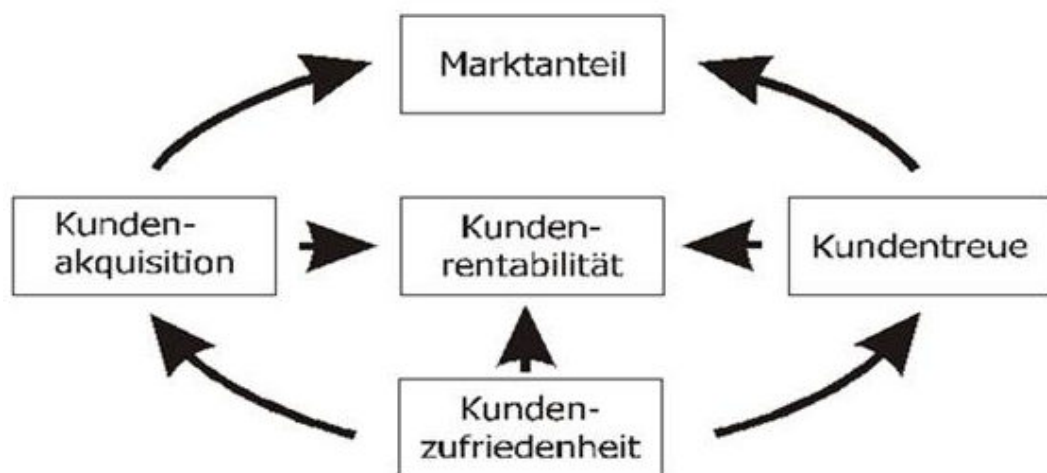 Marktanteil
Kunden-
akquisition
Kunden-
rentabilität
Kundentreue
Kunden-
zufriedenheit